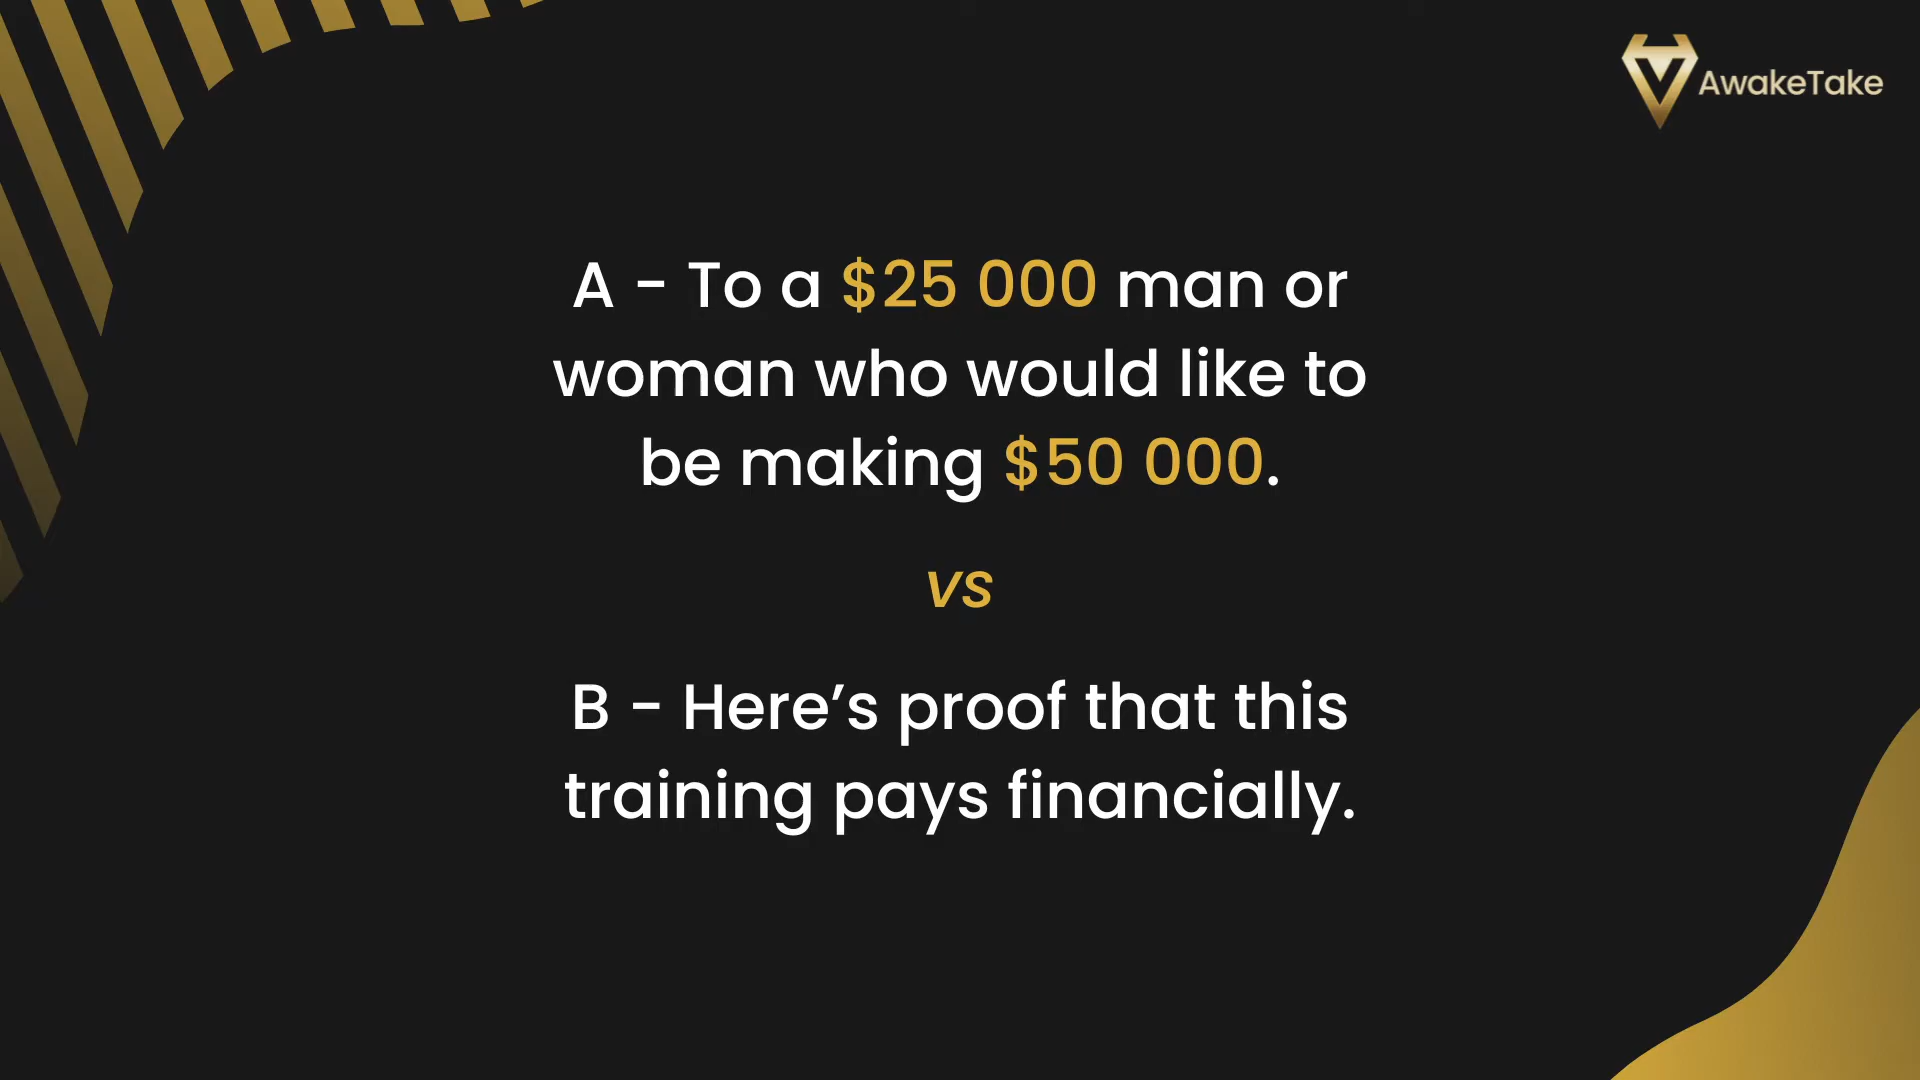 AwakeTake
A - To a $25 000 man or
woman who would like to
be making $50 000.
VS
B - Here’s proof that this
training pays financially.